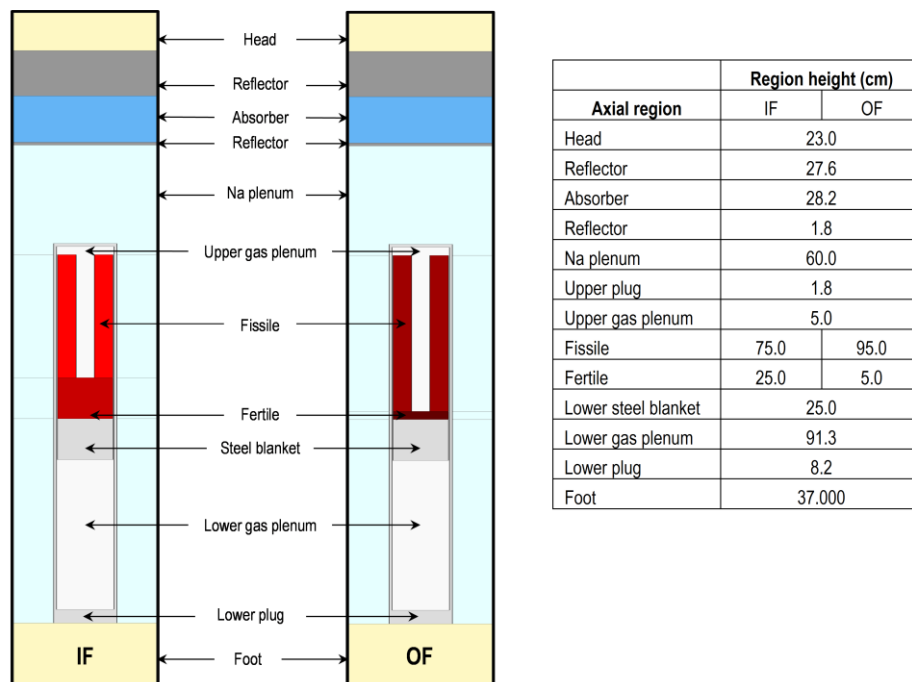 Head
Reflector
Absorber
Reflector
Na plenum
Upper gas plenum
Fissile
Fertile
Steel blanket
Lower gas plenum
Lower plug
IF Foot OF
Region height (cm)
Axial region IF OF
Head 23.0
Reflector 27.6
Absorber 28.2
Reflector 1.8
Na plenum 60.0
Upper plug 1.8
Upper gas plenum 5.0
Fissile 75.0 95.0
Fertile 25.0 5.0
Lower steel blanket 25.0
Lower gas plenum 91.3
Lower plug 8.2
Foot 37.000